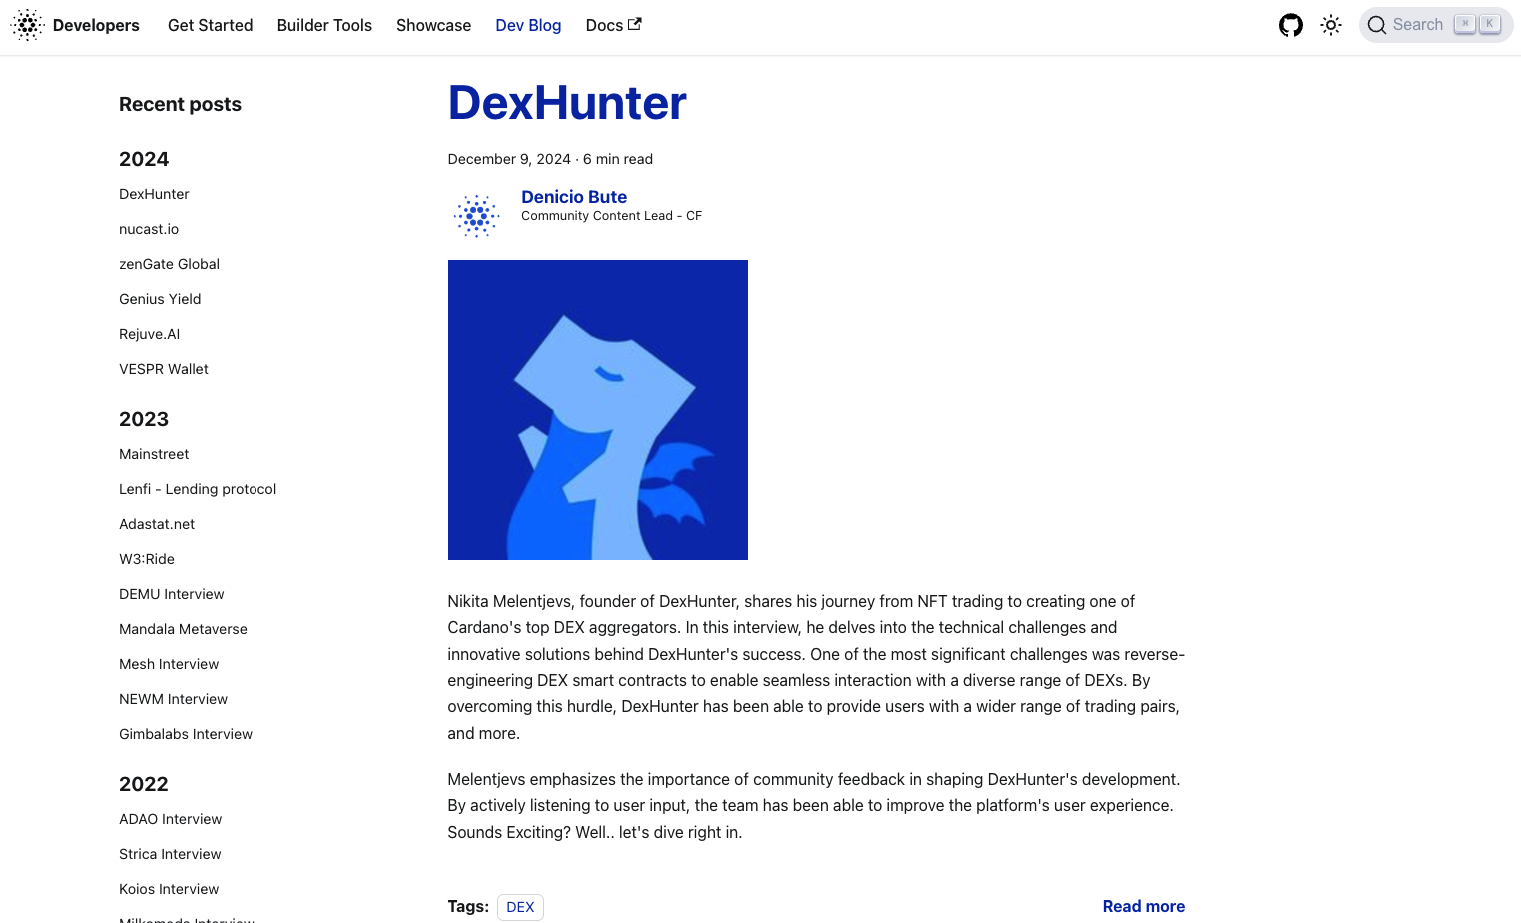 Developers Get Started Builder Tools Showcase Dev Blog Docs Search ⌘ K
Recent posts
2024
DexHunter
nucast.io
zenGate Global
Genius Yield
Rejuve.AI
VESPR Wallet
2023
Mainstreet
Lenfi - Lending protocol
Adastat.net
W3:Ride
DEMU Interview
Mandala Metaverse
Mesh Interview
NEWM Interview
Gimbalabs Interview
2022
ADAO Interview
Strica Interview
Koios Interview
DexHunter
December 9, 2024 · 6 min read
Denicio Bute
Community Content Lead - CF
Nikita Melentjevs, founder of DexHunter, shares his journey from NFT trading to creating one of
Cardano's top DEX aggregators. In this interview, he delves into the technical challenges and
innovative solutions behind DexHunter's success. One of the most significant challenges was reverse-
engineering DEX smart contracts to enable seamless interaction with a diverse range of DEXs. By
overcoming this hurdle, DexHunter has been able to provide users with a wider range of trading pairs,
and more.
Melentjevs emphasizes the importance of community feedback in shaping DexHunter's development.
By actively listening to user input, the team has been able to improve the platform's user experience.
Sounds Exciting? Well.. let's dive right in.
Tags: DEX Read more